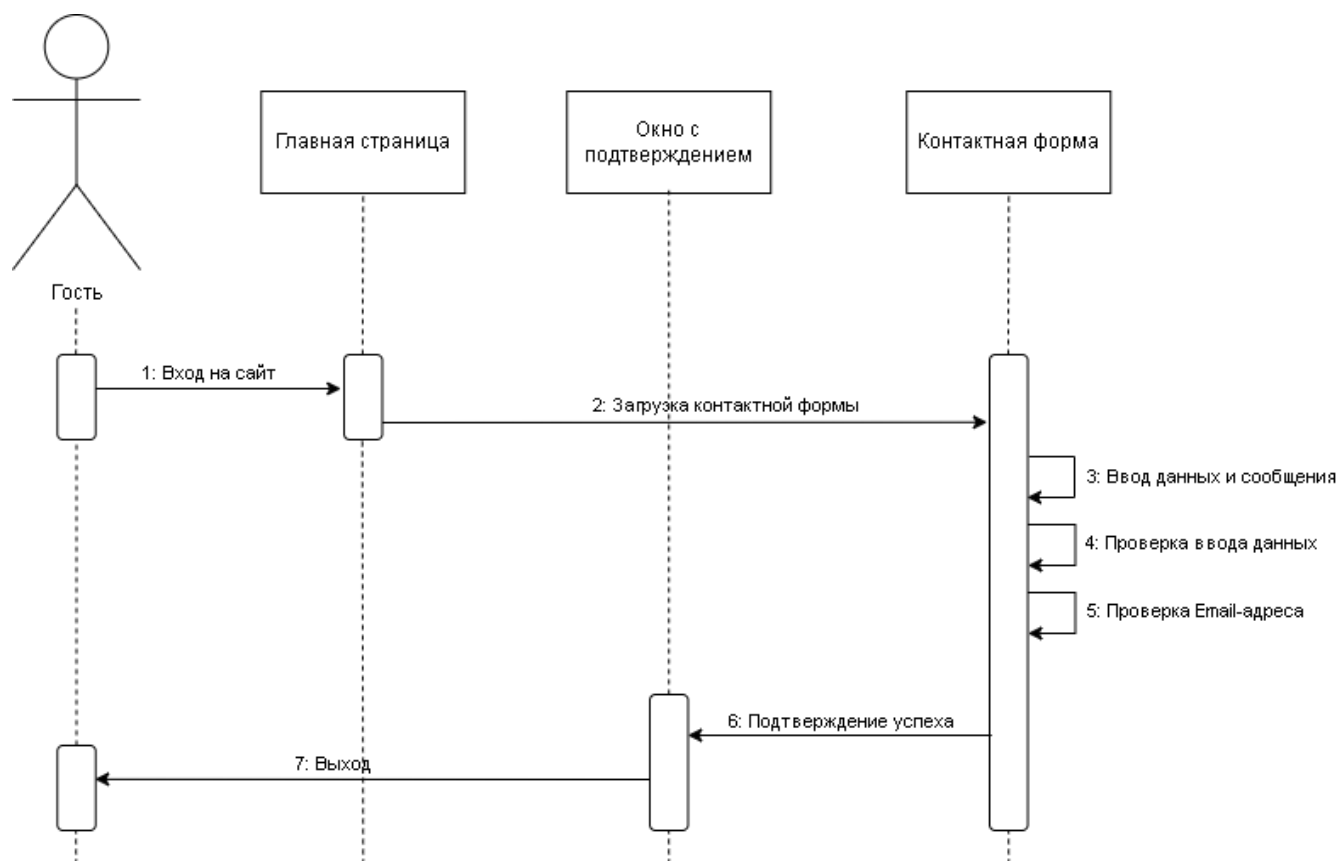 Главная страница
Окно с
подтверждением
Контактная форма
Гость
1: Вход на сайт
2: Загрузка контактной формы
3: Ввод данных и сообщения
4: Проверка ввода данных
5: Проверка Email-адреса
6: Подтверждение успеха
7: Выход